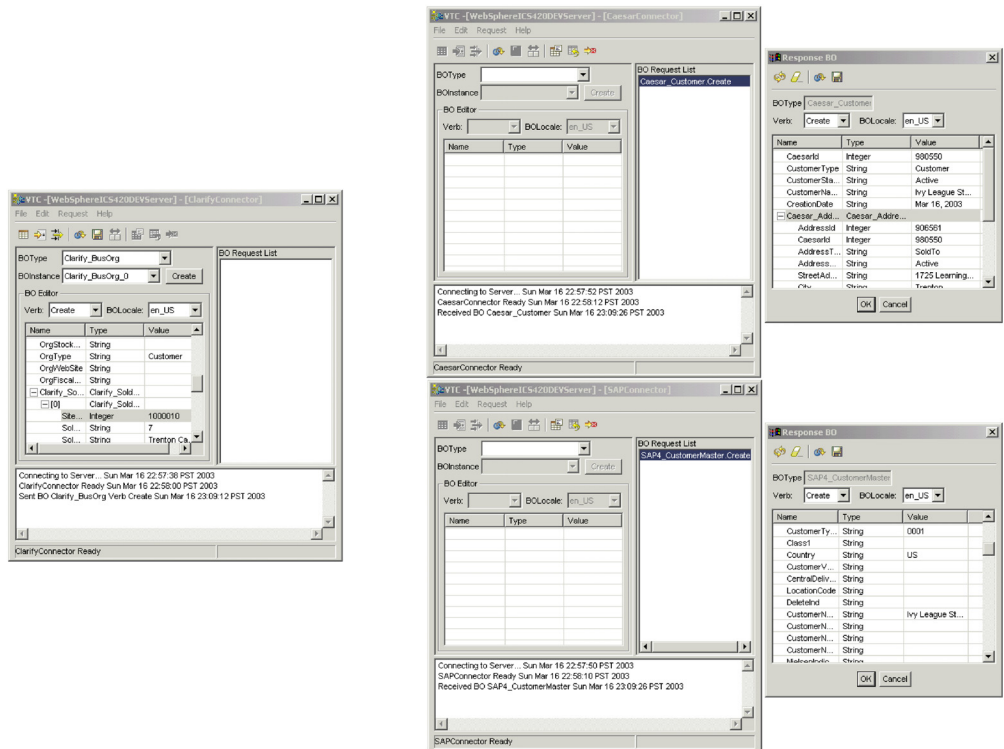 VTC -[WebSphereICS420DEVServer] - [ClarifyConnector]
File Edit Request Help
BOType Clarify_BusOrg
BOInstance Clarify_BusOrg_0 Create
BO Editor
Verb: Create BOLocale: en_US
Name Type Value
OrgStock... String
OrgType String Customer
OrgWebSite String
OrgFiscal... String
Clarify_So... Clarify_Sold...
[0] Clarify_Sold...
Site... Integer 1000010
Sol... String 7
Sol... String Trenton Ca
BO Request List
Connecting to Server... Sun Mar 16 22:57:38 PST 2003
ClarifyConnector Ready Sun Mar 16 22:58:00 PST 2003
Sent BO Clarify_BusOrg Verb Create Sun Mar 16 23:09:12 PST 2003
ClarifyConnector Ready
VTC -[WebSphereICS420DEVServer] - [CaesarConnector]
File Edit Request Help
BOType
BOInstance Create
BO Editor
Verb: BOLocale: en_US
Name Type Value
BO Request List
Caesar_Customer.Create
Connecting to Server... Sun Mar 16 22:57:52 PST 2003
CaesarConnector Ready Sun Mar 16 22:58:12 PST 2003
Received BO Caesar_Customer Sun Mar 16 23:09:26 PST 2003
CaesarConnector Ready
Response BO
BOType Caesar_Customer
Verb: Create BOLocale: en_US
Name Type Value
CaesarId Integer 980550
CustomerType String Customer
CustomerSta... String Active
CustomerNa... String Ivy League St...
CreationDate String Mar 16, 2003
Caesar_Add... Caesar_Addre...
AddressId Integer 906561
CaesarId Integer 980550
AddressT... String SoldTo
Address... String Active
StreetAd... String 1725 Learning...
City String Trenton
OK Cancel
VTC -[WebSphereICS420DEVServer] - [SAPConnector]
File Edit Request Help
BOType
BOInstance Create
BO Editor
Verb: BOLocale: en_US
Name Type Value
BO Request List
SAP4_CustomerMaster.Create
Connecting to Server... Sun Mar 16 22:57:50 PST 2003
SAPConnector Ready Sun Mar 16 22:58:10 PST 2003
Received BO SAP4_CustomerMaster Sun Mar 16 23:09:26 PST 2003
SAPConnector Ready
Response BO
BOType SAP4_CustomerMaster
Verb: Create BOLocale: en_US
Name Type Value
CustomerTy... String 0001
Class1 String
Country String US
CustomerV... String
CentralDeliv... String
LocationCode String
DeleteInd String
CustomerN... String Ivy League St...
CustomerN... String
CustomerN... String
CustomerN... String
String
OK Cancel